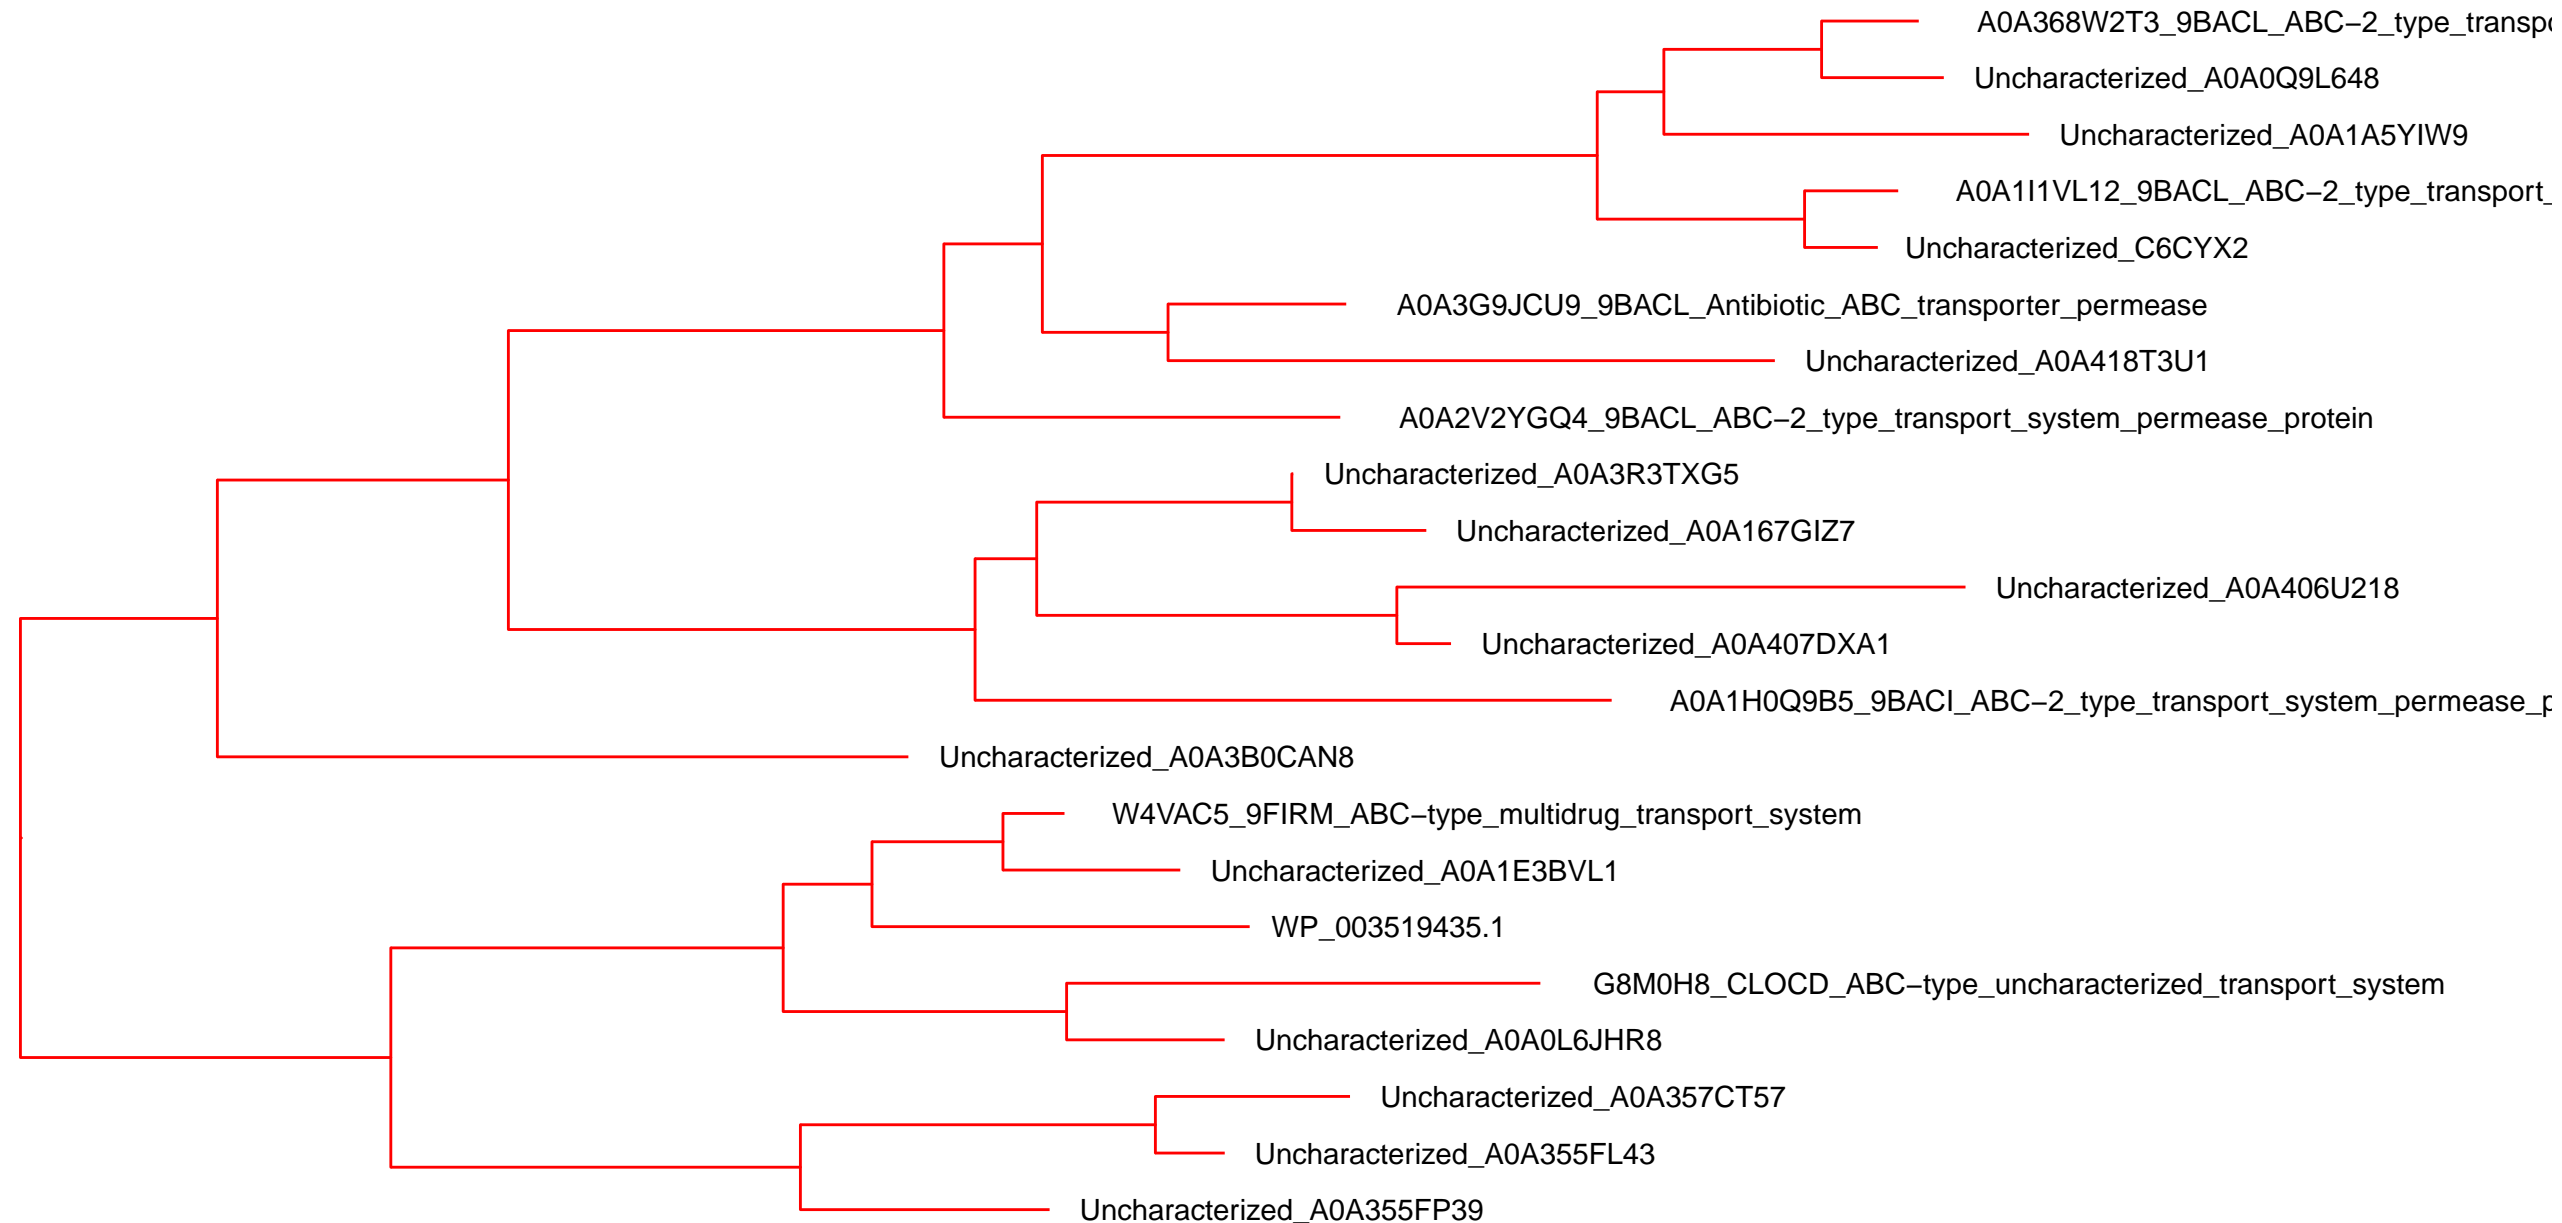 A0A368W2T3_9BACL_ABC−2_type_transpo
Uncharacterized_A0A0Q9L648
Uncharacterized_A0A1A5YIW9
A0A1I1VL12_9BACL_ABC−2_type_transport_
Uncharacterized_C6CYX2
A0A3G9JCU9_9BACL_Antibiotic_ABC_transporter_permease
Uncharacterized_A0A418T3U1
A0A2V2YGQ4_9BACL_ABC−2_type_transport_system_permease_protein
Uncharacterized_A0A3R3TXG5
Uncharacterized_A0A167GIZ7
Uncharacterized_A0A406U218
Uncharacterized_A0A407DXA1
A0A1H0Q9B5_9BACI_ABC−2_type_transport_system_permease_p
Uncharacterized_A0A3B0CAN8
W4VAC5_9FIRM_ABC−type_multidrug_transport_system
Uncharacterized_A0A1E3BVL1
WP_003519435.1
G8M0H8_CLOCD_ABC−type_uncharacterized_transport_system
Uncharacterized_A0A0L6JHR8
Uncharacterized_A0A357CT57
Uncharacterized_A0A355FL43
Uncharacterized_A0A355FP39